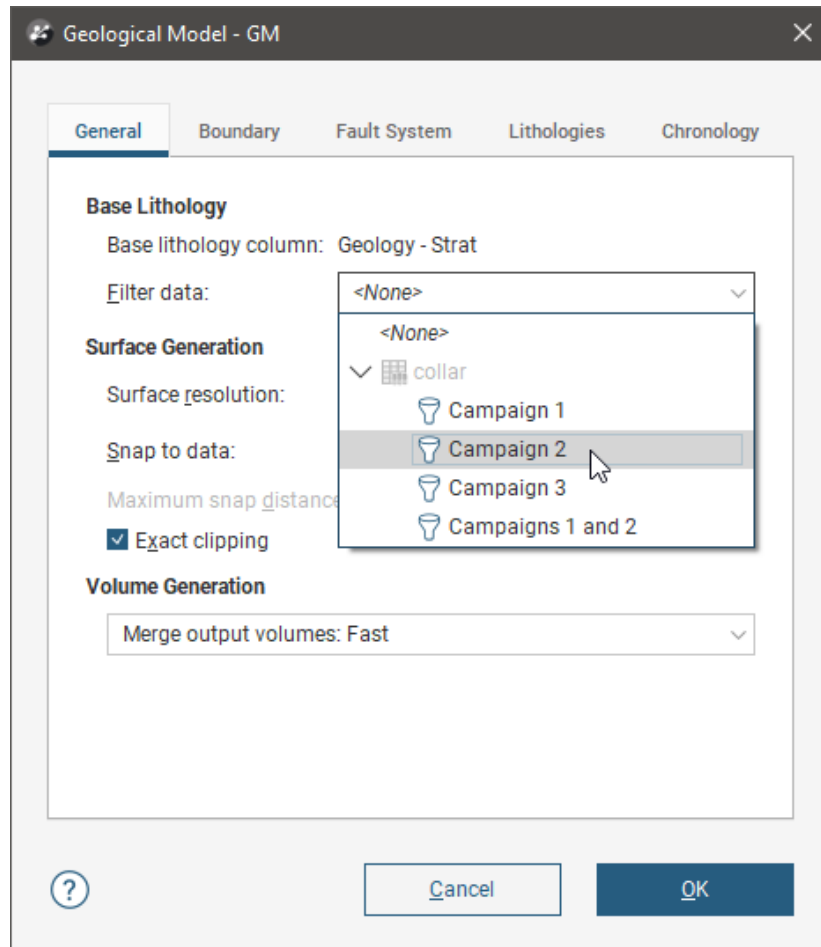 Geological Model - GM
General Boundary Fault System Lithologies Chronology
Base Lithology
Base lithology column: Geology - Strat
Filter data: <None>
<None>
Surface Generation
collar
Surface resolution:
Campaign 1
Snap to data: Campaign 2
Maximum snap distance Campaign 3
Exact clipping Campaigns 1 and 2
Volume Generation
Merge output volumes: Fast
? Cancel OK